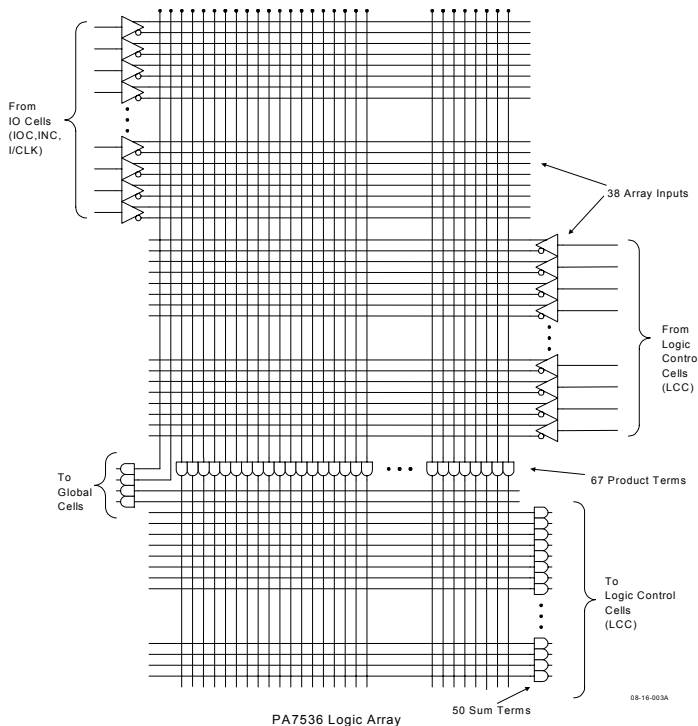 From
IO Cells
(IOC,INC,
I/CLK)
38 Array Inputs
From
Logic
Contro
Cells
(LCC)
To
Global
Cells
67 Product Terms
To
Logic Control
Cells
(LCC)
50 Sum Terms
08-16-003A
PA7536 Logic Array